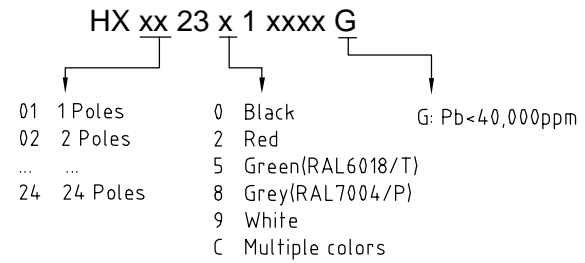 HX xx 23 x 1 xxxx G
01 1 Poles
02 2 Poles
... ...
24 24 Poles
0 Black
2 Red
5 Green(RAL6018/T)
8 Grey(RAL7004/P)
9 White
C Multiple colors
G: Pb<40,000ppm